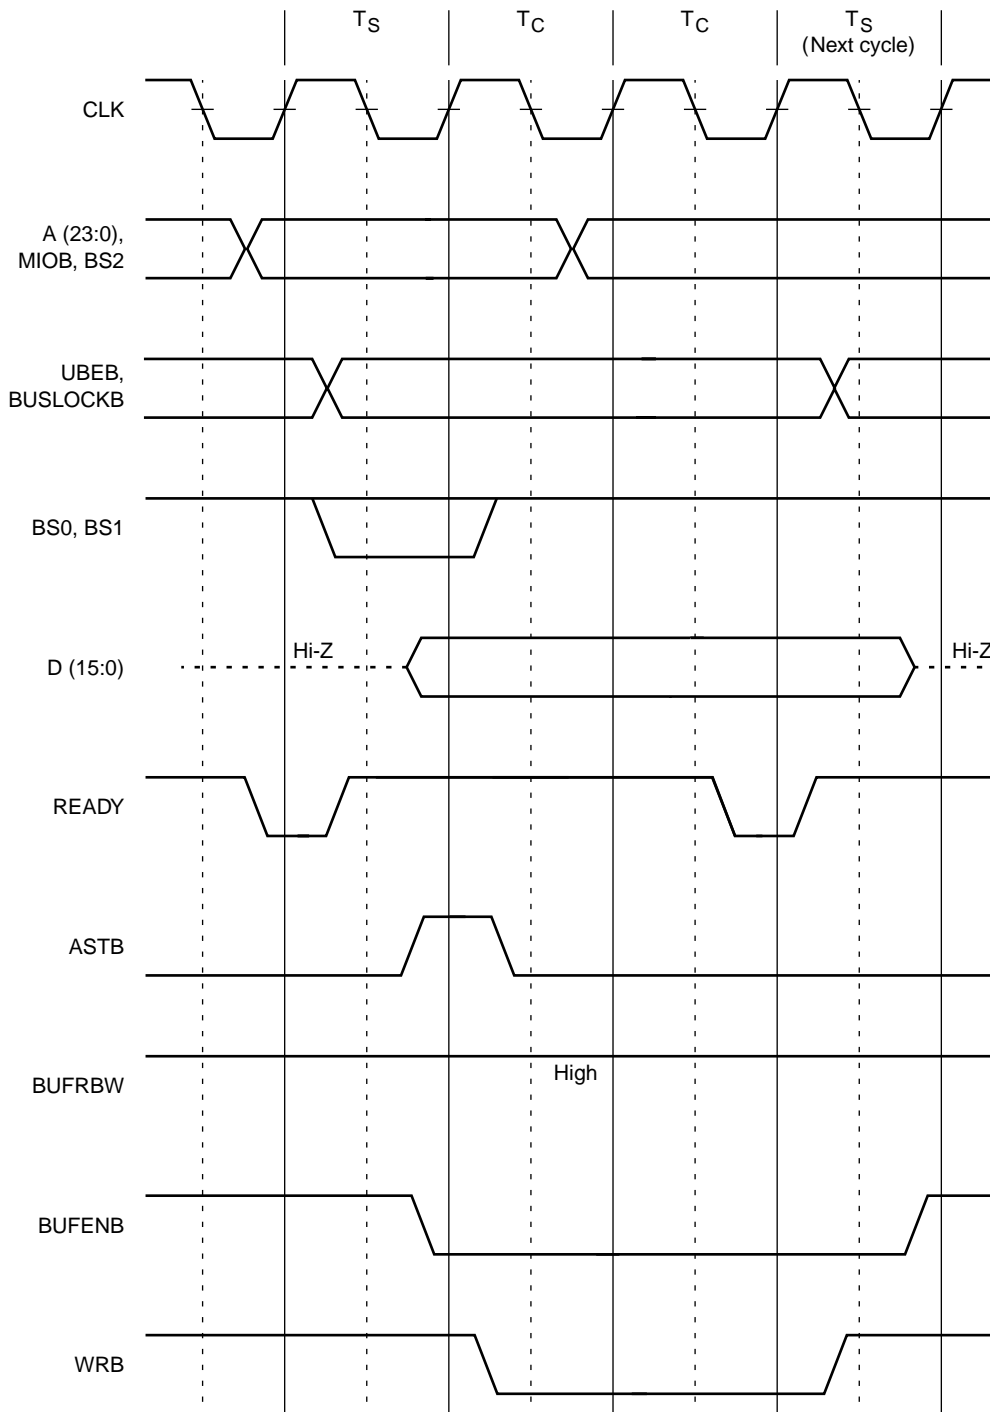 TS TC TC TS
(Next cycle)
CLK
A (23:0),
MIOB, BS2
UBEB,
BUSLOCKB
BS0, BS1
Hi-Z Hi-Z
D (15:0)
READY
ASTB
High
BUFRBW
BUFENB
WRB